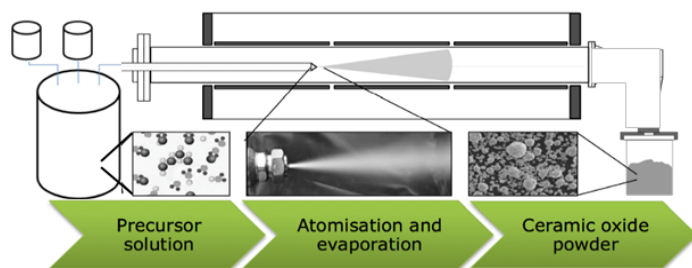 Precursor
solution
Atomisation and
evaporation
Ceramic oxide
powder